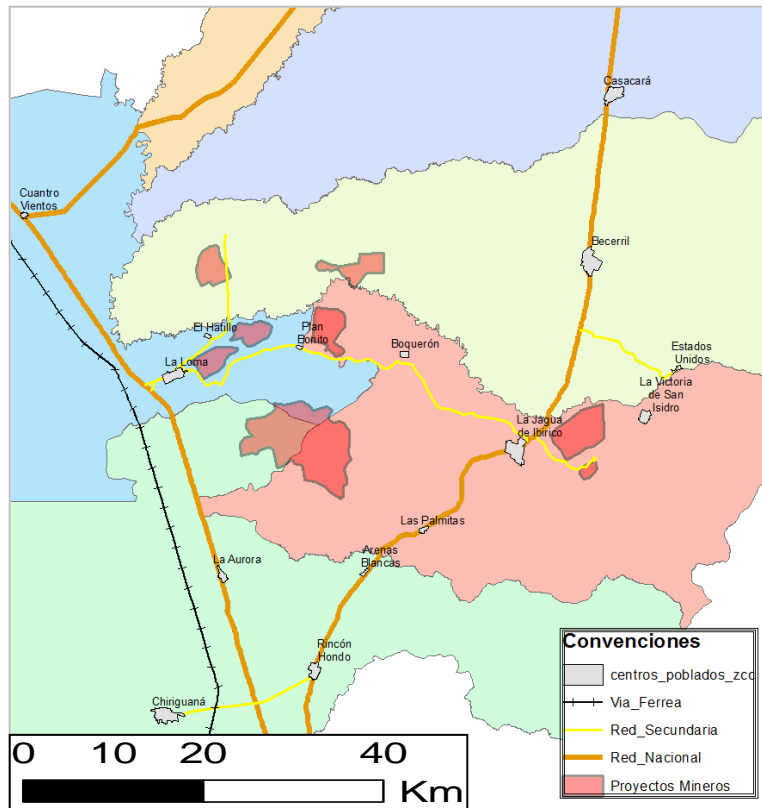 Casacará
Cuantro
Vientos
Becerril
El Hatillo
Plan
Bonito
Boquerón
La Loma
Estados
Unidos
La Victoria
de San
Isidro
La Jagua
de Ibirico
Las Palmitas
Arenas
Blancas
La Aurora
Rincón
Hondo
Chiriguaná
Convenciones
centros_poblados_zcc
Via_Ferrea
Red_Secundaria
Red_Nacional
Proyectos Mineros
0 10 20 40
Km